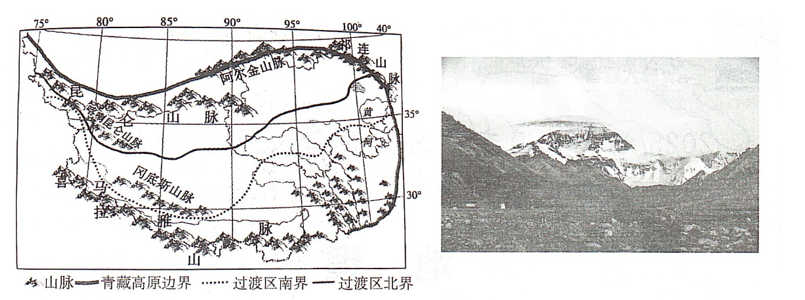 75° 80° 85° 90° 95° 100° 40°
祁连山脉
阿尔金山脉
昆仑山脉
昆仑山脉
黄河
35°
冈底斯山脉
30°
喜马拉雅山脉
山脉 青藏高原边界 过渡区南界 过渡区北界